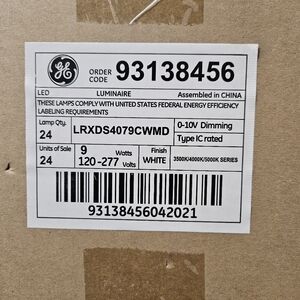 GE
ORDER CODE 93138456
LED LUMINAIRE Assembled in CHINA
THESE LAMPS COMPLY WITH UNITED STATES FEDERAL ENERGY EFFICIENCY
LABELING REQUIREMENTS
Lamp Qty. 24
LRXDS4079CWMD
0-10V Dimming
Type IC rated
Units of Sale 24
9 Watts
120-277 Volts
Finish
WHITE
3500K/4000K/5000K SERIES
93138456042021